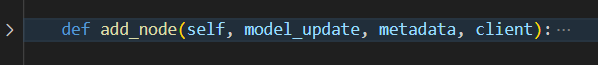 def add_node(self, model_update, metadata, client):…